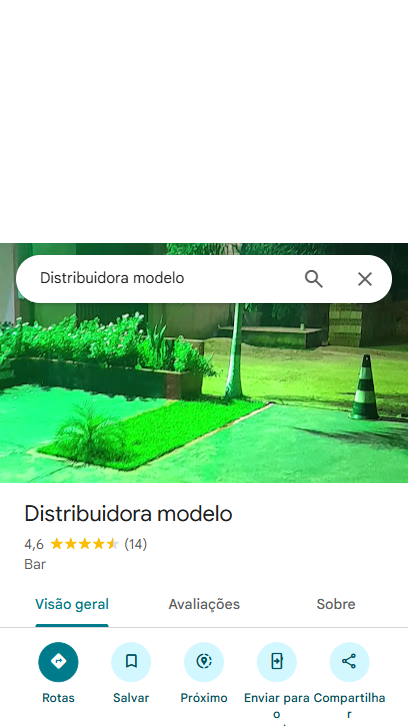 Distribuidora modelo
Distribuidora modelo
4,6 (14)
Bar
Visão geral Avaliações Sobre
Rotas Salvar Próximo Enviar para o Compartilhar